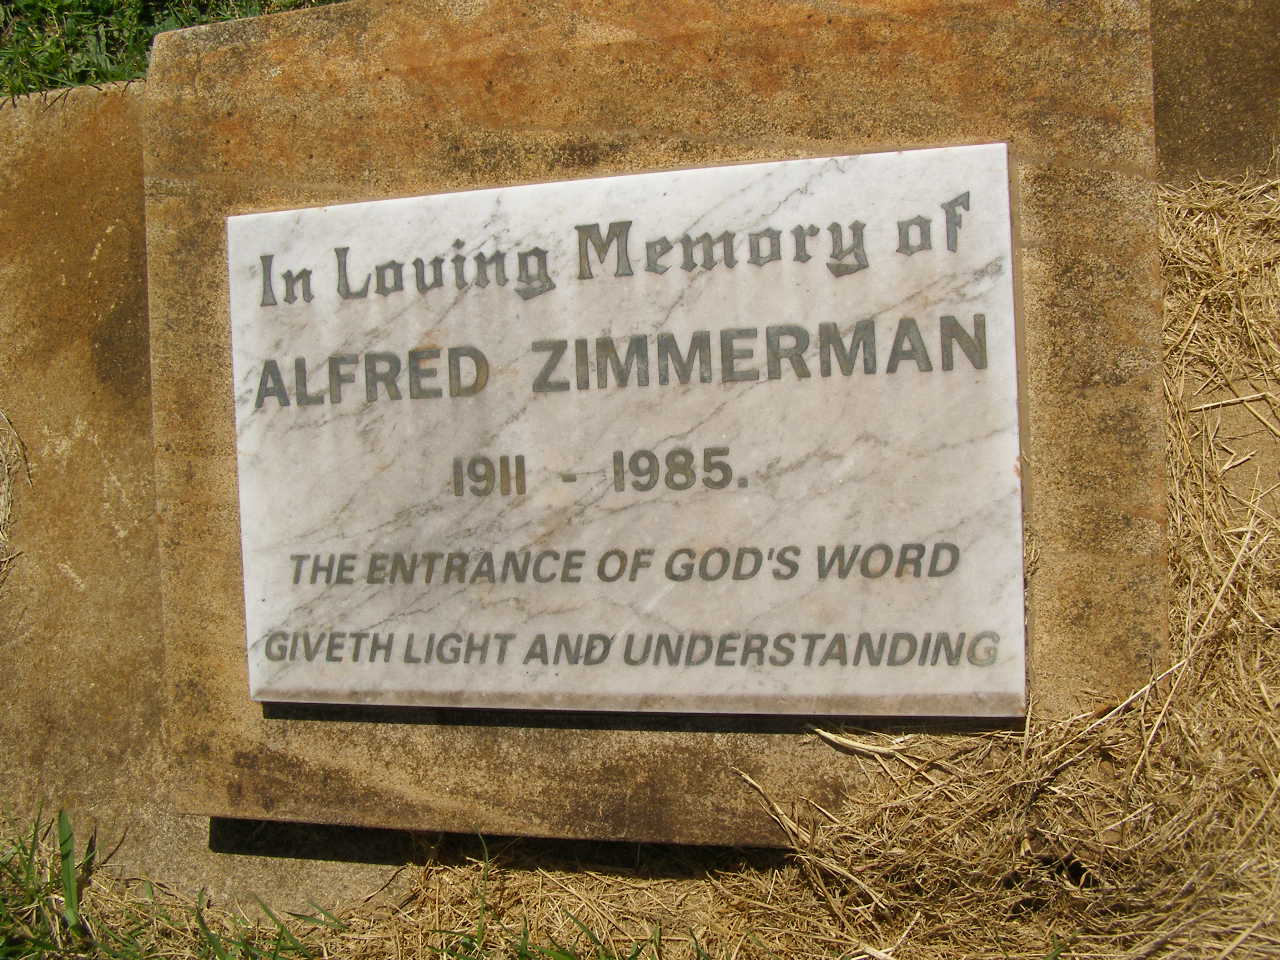 In Loving Memory of
ALFRED ZIMMERMAN
1911 - 1985.
THE ENTRANCE OF GOD'S WORD
GIVETH LIGHT AND UNDERSTANDING